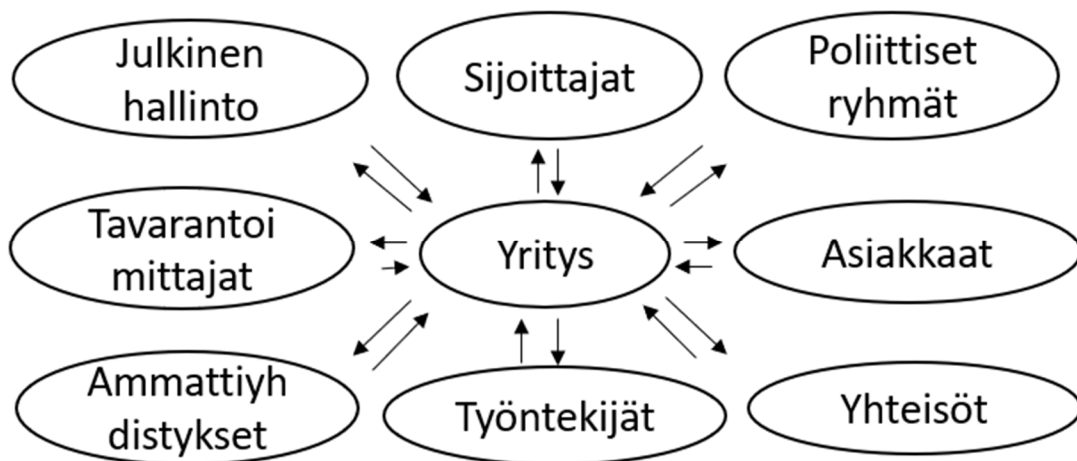 Julkinen
hallinto
Sijoittajat
Poliittiset
ryhmät
Tavarantoi
mittajat
Yritys
Asiakkaat
Ammattiyh
distykset
Työntekijät
Yhteisöt